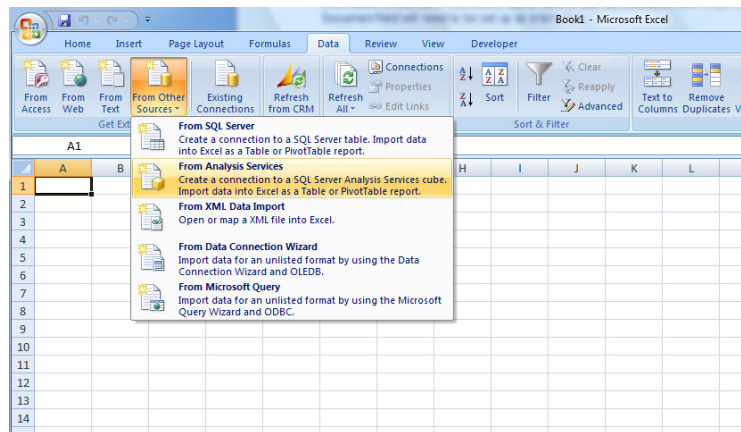 Book1 - Microsoft Excel
Home Insert Page Layout Formulas Data Review View Developer
From Access
From Web
From Text
From Other Sources
Existing Connections
Refresh from CRM
Refresh All
Connections
Properties
Edit Links
Sort
Filter
Clear
Reapply
Advanced
Text to Columns
Remove Duplicates
V
Get Ext
Sort & Filter
A1
From SQL Server
Create a connection to a SQL Server table. Import data
into Excel as a Table or PivotTable report.
From Analysis Services
Create a connection to a SQL Server Analysis Services cube.
Import data into Excel as a Table or PivotTable report.
From XML Data Import
Open or map a XML file into Excel.
From Data Connection Wizard
Import data for an unlisted format by using the Data
Connection Wizard and OLEDB.
From Microsoft Query
Import data for an unlisted format by using the Microsoft
Query Wizard and ODBC.
A B H I J K L
1
2
3
4
5
6
7
8
9
10
11
12
13
14